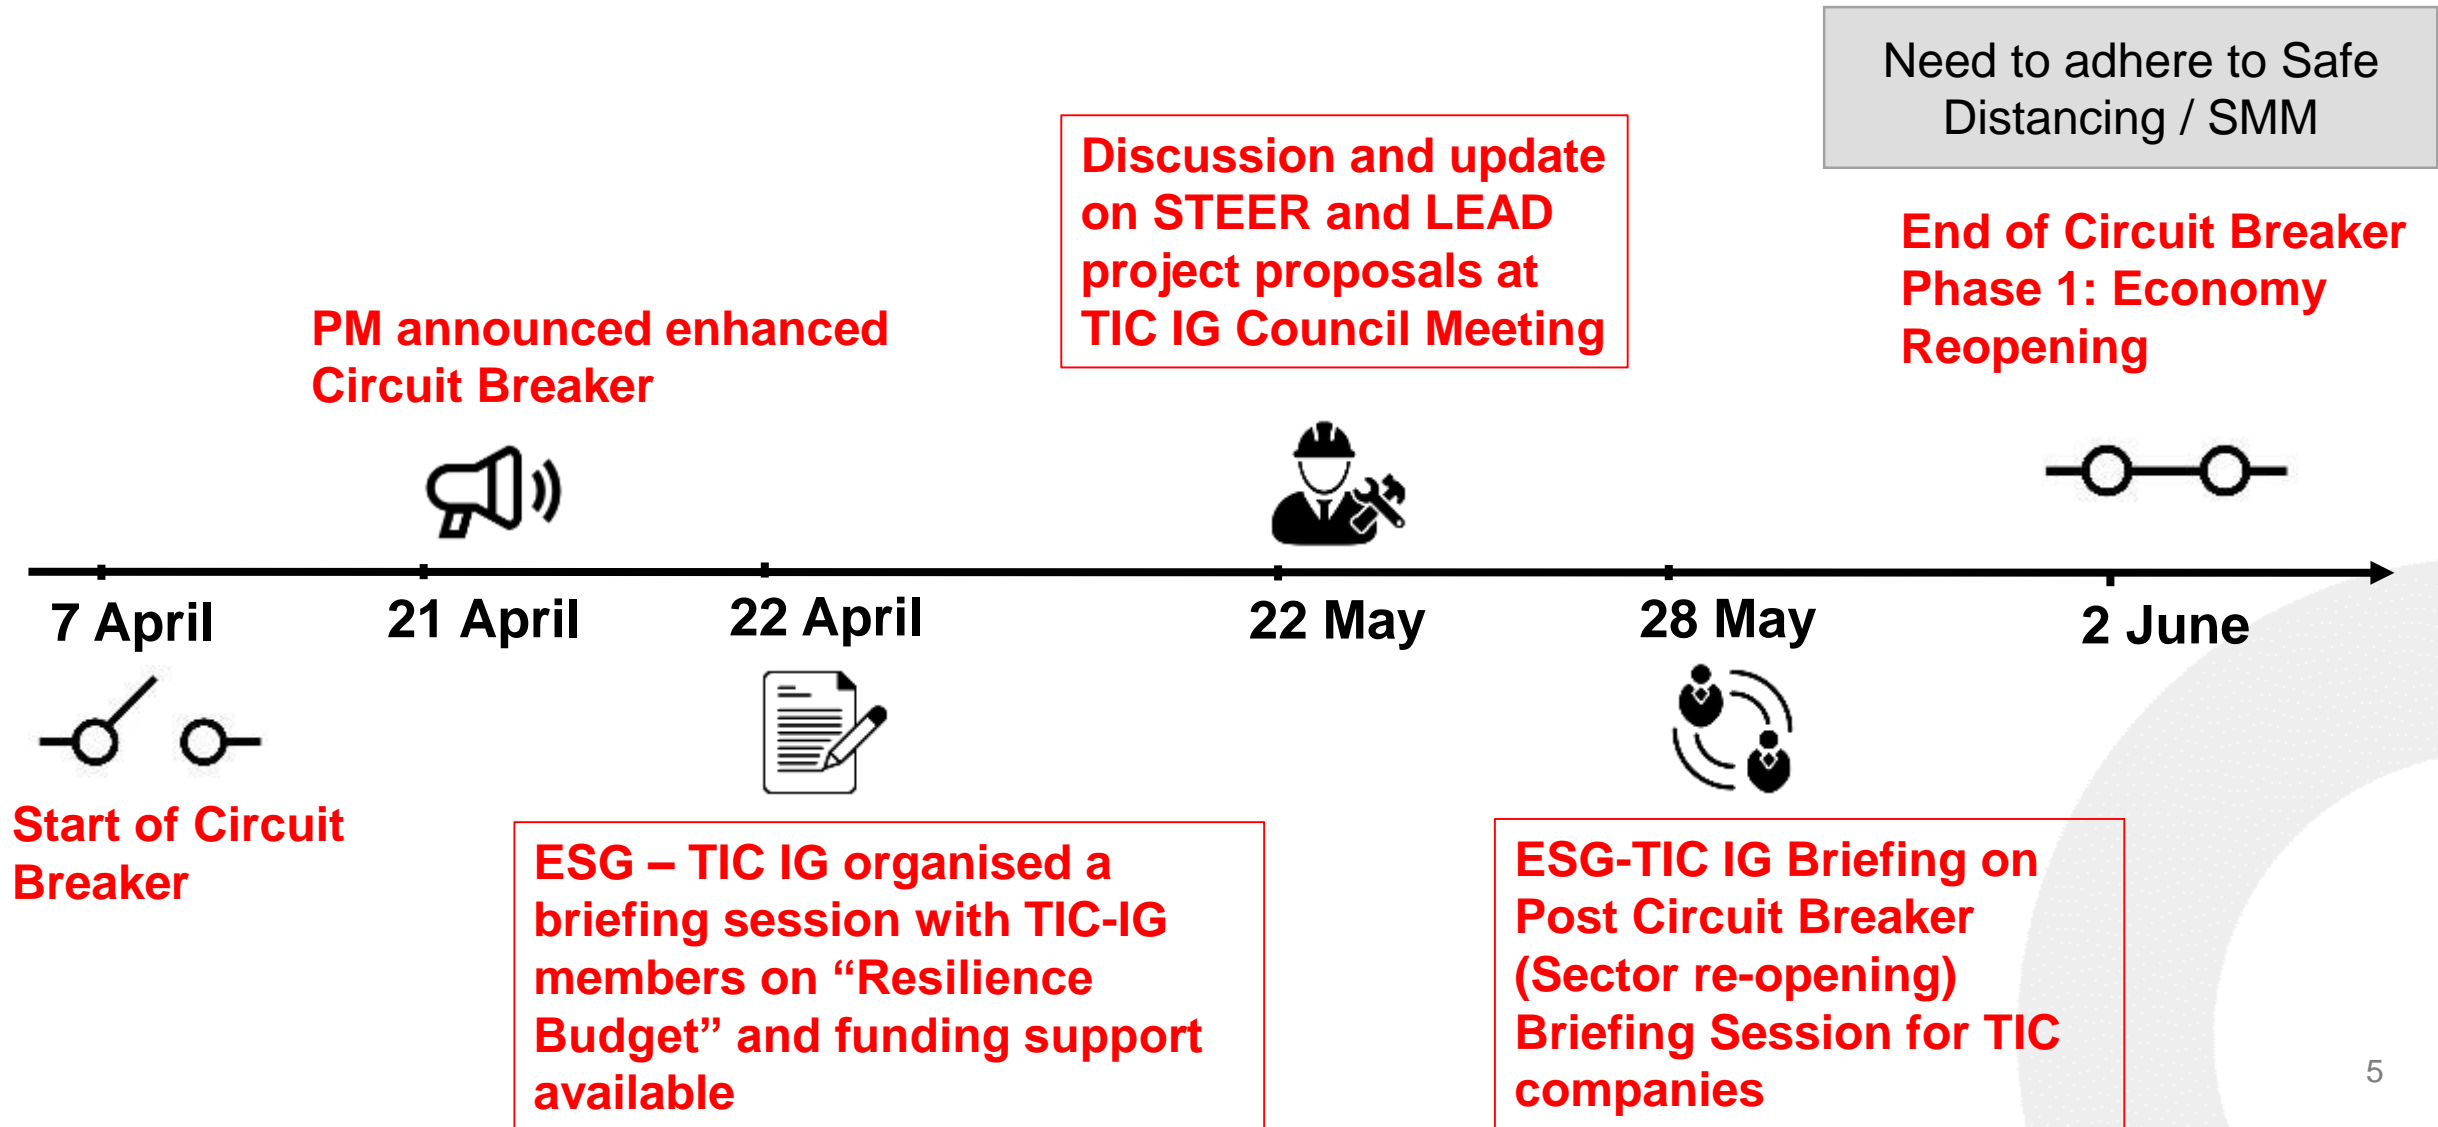 Need to adhere to Safe
Distancing / SMM
Discussion and update
on STEER and LEAD
project proposals at
TIC IG Council Meeting
End of Circuit Breaker
Phase 1: Economy
Reopening
PM announced enhanced
Circuit Breaker
7 April
21 April
22 April
22 May
28 May
2 June
Start of Circuit
Breaker
ESG – TIC IG organised a
briefing session with TIC-IG
members on “Resilience
Budget” and funding support
available
ESG-TIC IG Briefing on
Post Circuit Breaker
(Sector re-opening)
Briefing Session for TIC
companies
5